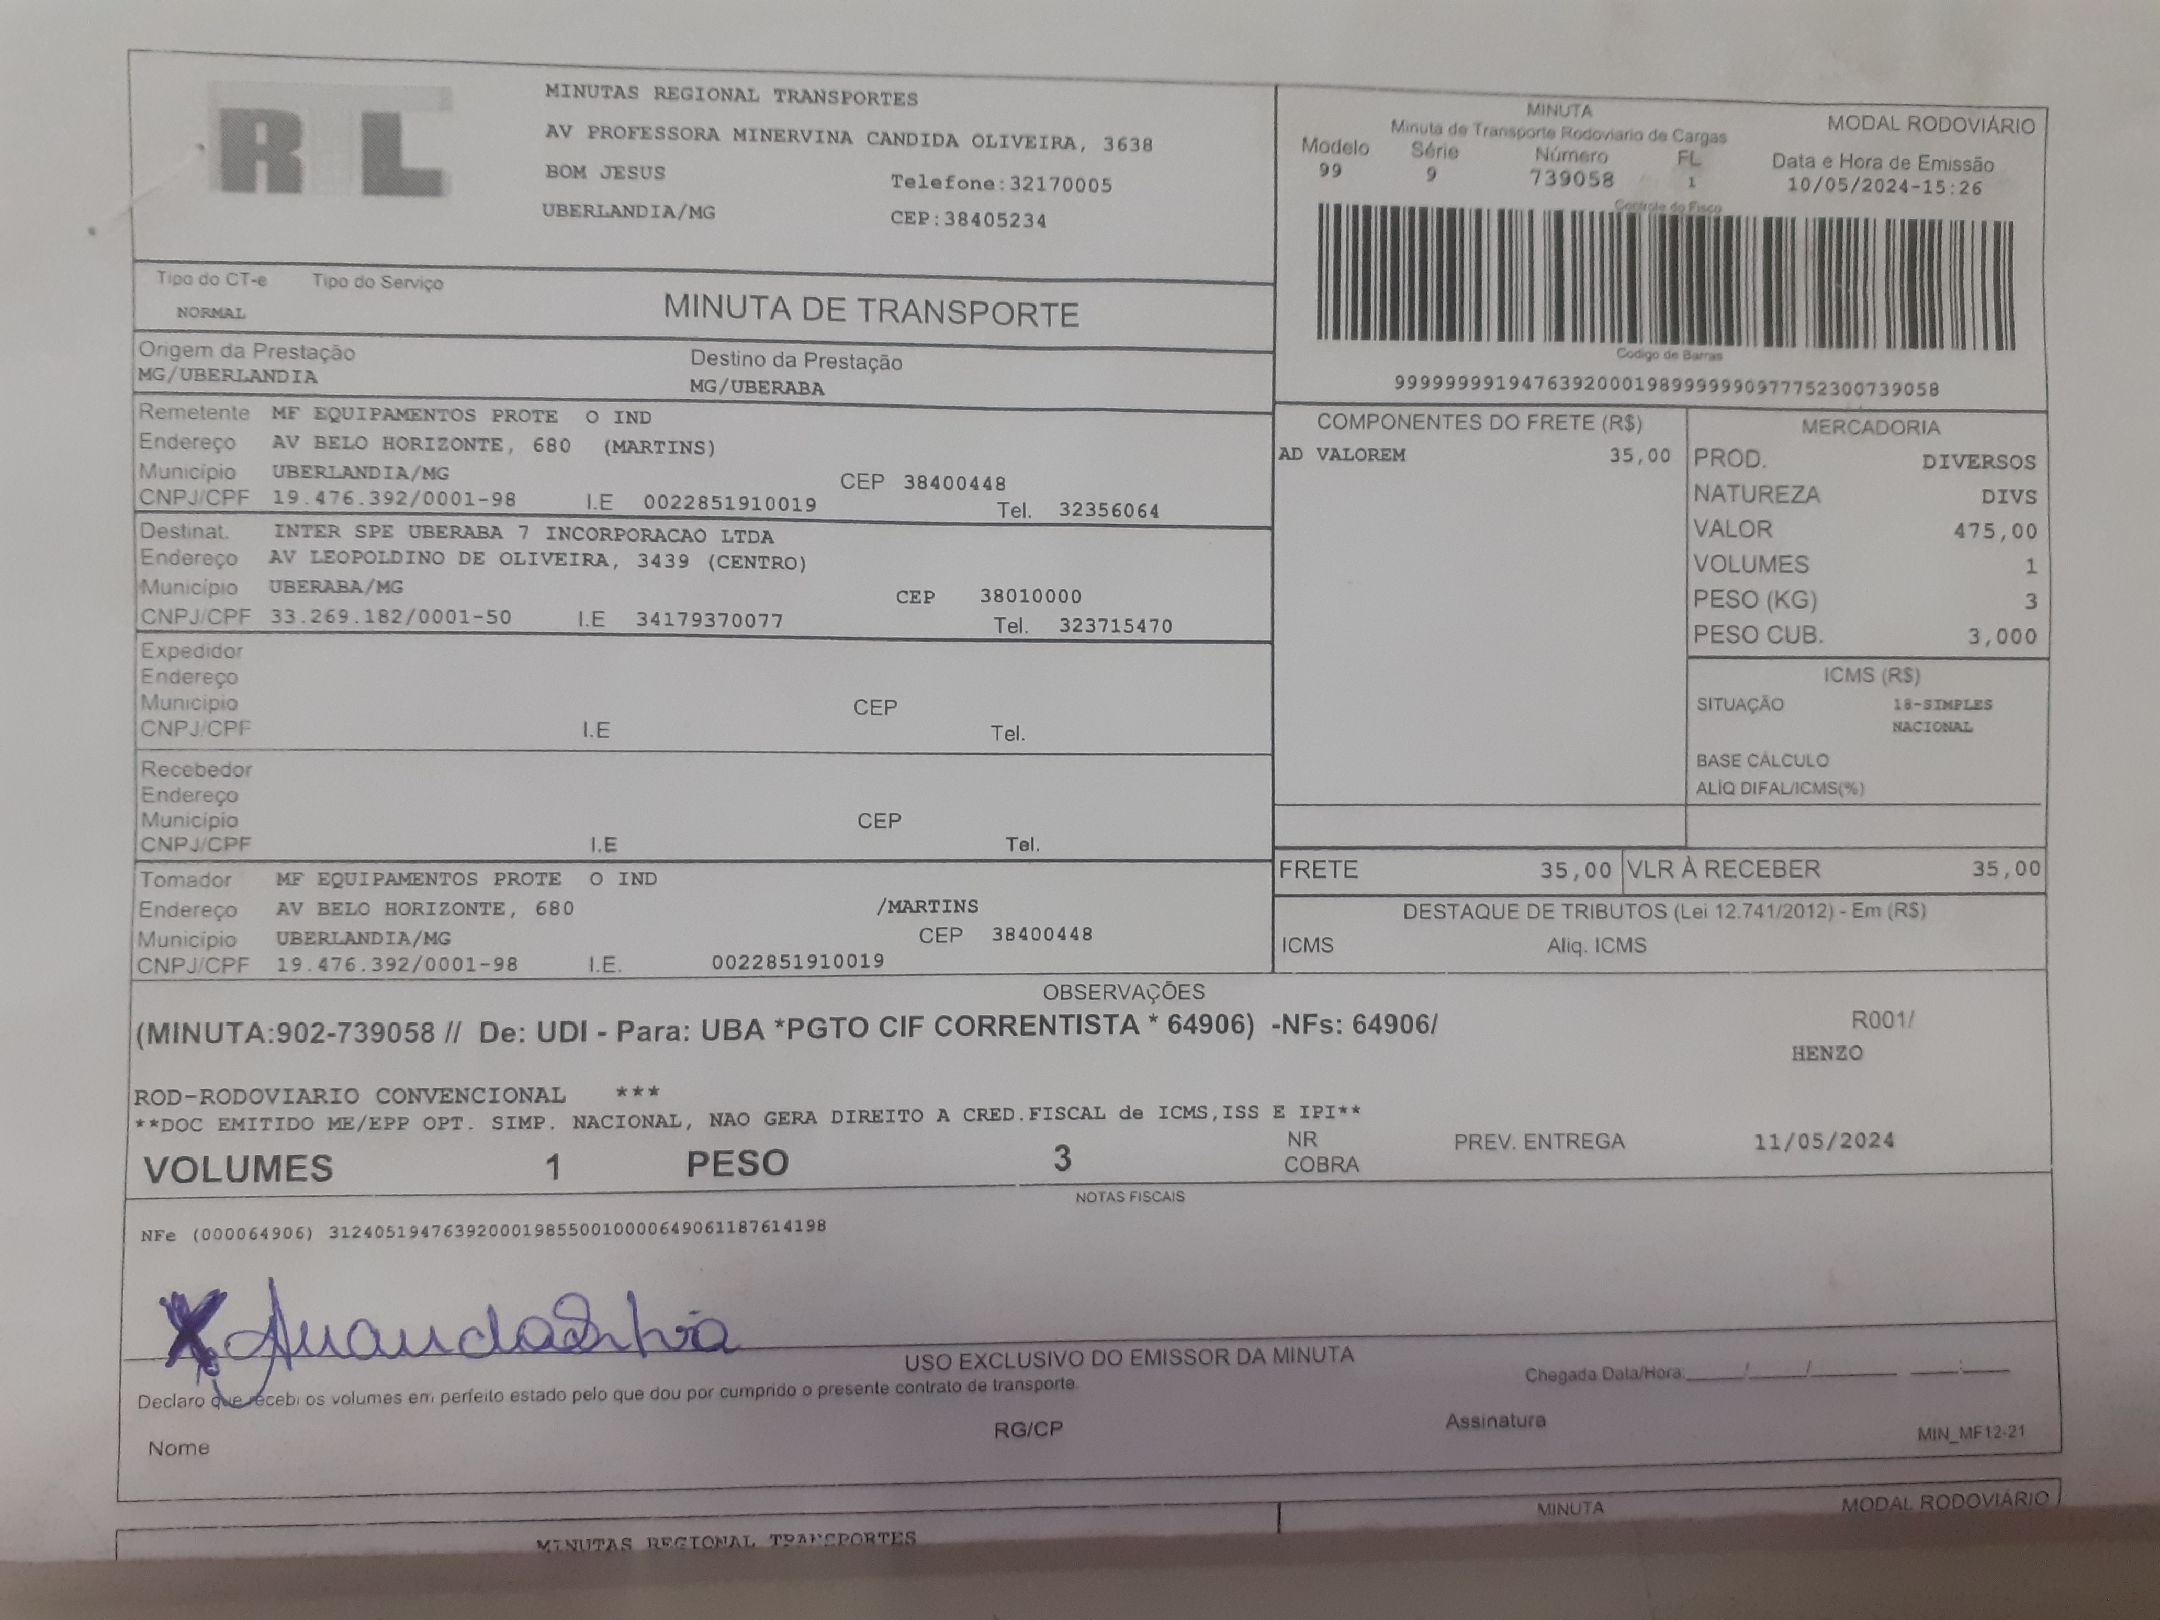 RL
MINUTAS REGIONAL TRANSPORTES
AV PROFESSORA MINERVINA CANDIDA OLIVEIRA, 3638
BOM JESUS Telefone:32170005
UBERLANDIA/MG CEP:38405234
MINUTA MODAL RODOVIÁRIO
Minuta de Transporte Rodoviario de Cargas
Modelo Série Número FL Data e Hora de Emissão
99 9 739058 1 10/05/2024-15:26
Controle do Fisco
Codigo de Barras
99999999194763920001989999990977752300739058
Tipo do CT-e Tipo do Serviço
NORMAL
MINUTA DE TRANSPORTE
Origem da Prestação Destino da Prestação
MG/UBERLANDIA MG/UBERABA
Remetente MF EQUIPAMENTOS PROTE O IND
Endereço AV BELO HORIZONTE, 680 (MARTINS)
Município UBERLANDIA/MG CEP 38400448
CNPJ/CPF 19.476.392/0001-98 I.E 0022851910019 Tel. 32356064
Destinat. INTER SPE UBERABA 7 INCORPORACAO LTDA
Endereço AV LEOPOLDINO DE OLIVEIRA, 3439 (CENTRO)
Município UBERABA/MG CEP 38010000
CNPJ/CPF 33.269.182/0001-50 I.E 34179370077 Tel. 323715470
Expedidor
Endereço
Município CEP
CNPJ/CPF I.E Tel.
Recebedor
Endereço
Município CEP
CNPJ/CPF I.E Tel.
Tomador MF EQUIPAMENTOS PROTE O IND
Endereço AV BELO HORIZONTE, 680 /MARTINS
Município UBERLANDIA/MG CEP 38400448
CNPJ/CPF 19.476.392/0001-98 I.E. 0022851910019
COMPONENTES DO FRETE (R$)
AD VALOREM 35,00
MERCADORIA
PROD. DIVERSOS
NATUREZA DIVS
VALOR 475,00
VOLUMES 1
PESO (KG) 3
PESO CUB. 3,000
ICMS (R$)
SITUAÇÃO 18-SIMPLES
NACIONAL
BASE CÁLCULO
ALÍQ DIFAL/ICMS(%)
FRETE 35,00 VLR À RECEBER 35,00
DESTAQUE DE TRIBUTOS (Lei 12.741/2012) - Em (R$)
ICMS Aliq. ICMS
OBSERVAÇÕES
(MINUTA:902-739058 // De: UDI - Para: UBA *PGTO CIF CORRENTISTA * 64906) -NFs: 64906/
R001/
HENZO
ROD-RODOVIARIO CONVENCIONAL ***
**DOC EMITIDO ME/EPP OPT. SIMP. NACIONAL, NAO GERA DIREITO A CRED.FISCAL de ICMS,ISS E IPI**
VOLUMES 1 PESO 3 NR PREV. ENTREGA 11/05/2024
COBRA
NOTAS FISCAIS
NFe (000064906) 31240519476392000198550010000649061187614198
X
USO EXCLUSIVO DO EMISSOR DA MINUTA
Declaro que recebi os volumes em perfeito estado pelo que dou por cumprido o presente contrato de transporte.
Chegada Data/Hora:____/____/______ ____:____
Nome RG/CP Assinatura
MIN_MF12-21
MINUTA MODAL RODOVIÁRIO
MINUTAS REGIONAL TRANSPORTES